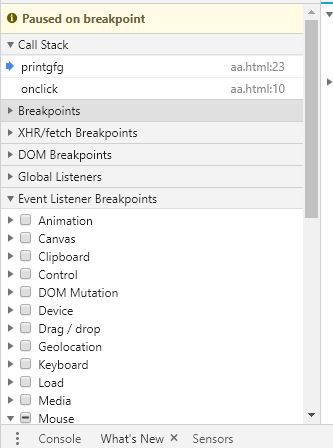 Paused on breakpoint
Call Stack
printgfg aa.html:23
onclick aa.html:10
Breakpoints
XHR/fetch Breakpoints
DOM Breakpoints
Global Listeners
Event Listener Breakpoints
Animation
Canvas
Clipboard
Control
DOM Mutation
Device
Drag / drop
Geolocation
Keyboard
Load
Media
Mouse
Console What's New Sensors